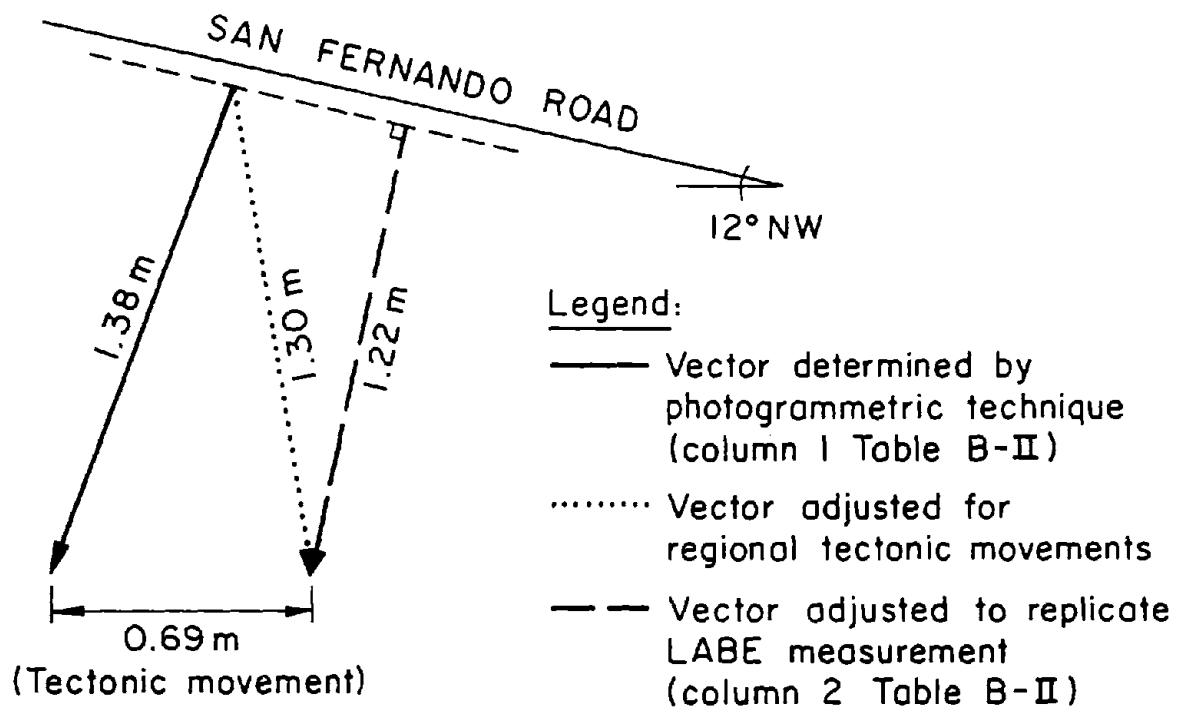 SAN FERNANDO ROAD
12° NW
1.38 m
1.30 m
1.22 m
Legend:
Vector determined by
photogrammetric technique
(column 1 Table B-II)
Vector adjusted for
regional tectonic movements
Vector adjusted to replicate
LABE measurement
(column 2 Table B-II)
0.69 m
(Tectonic movement)